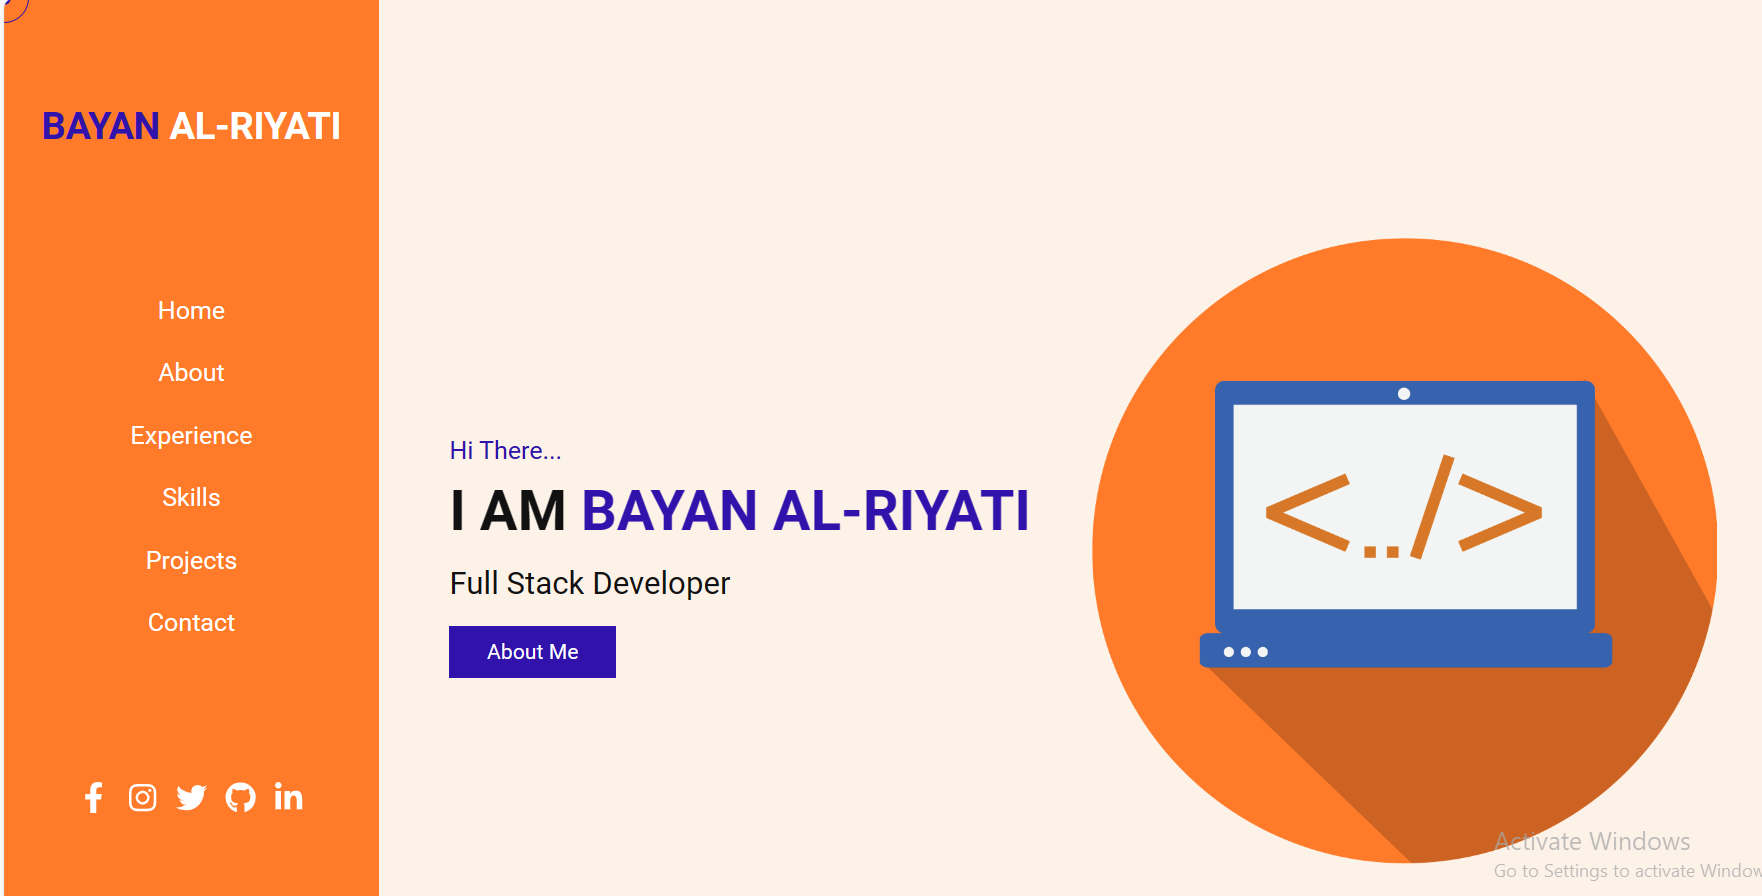 BAYAN AL-RIYATI
Home
About
Experience
Skills
Projects
Contact
Hi There...
I AM BAYAN AL-RIYATI
Full Stack Developer
About Me
<../>
Activate Windows
Go to Settings to activate Window